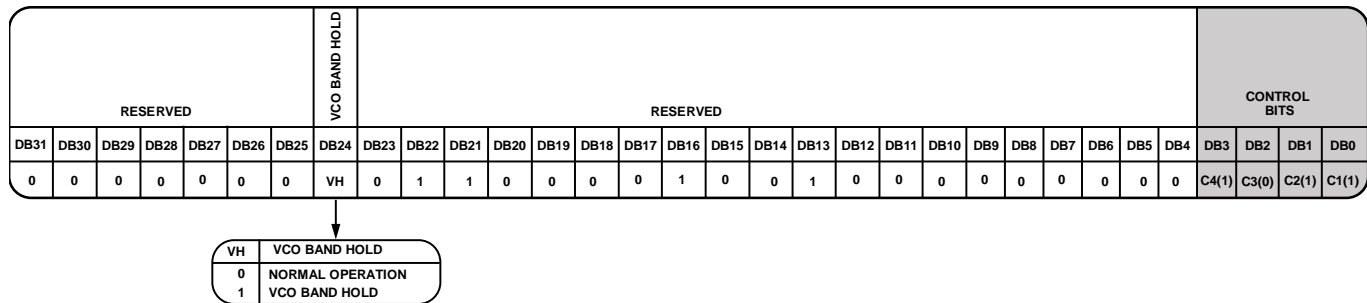 VCO BAND HOLD
RESERVED
RESERVED
CONTROL
BITS
DB31 DB30 DB29 DB28 DB27 DB26 DB25 DB24 DB23 DB22 DB21 DB20 DB19 DB18 DB17 DB16 DB15 DB14 DB13 DB12 DB11 DB10 DB9 DB8 DB7 DB6 DB5 DB4 DB3 DB2 DB1 DB0
0 0 0 0 0 0 0 VH 0 1 1 0 0 0 0 1 0 0 1 0 0 0 0 0 0 0 0 0 C4(1) C3(0) C2(1) C1(1)
VH VCO BAND HOLD
0 NORMAL OPERATION
1 VCO BAND HOLD